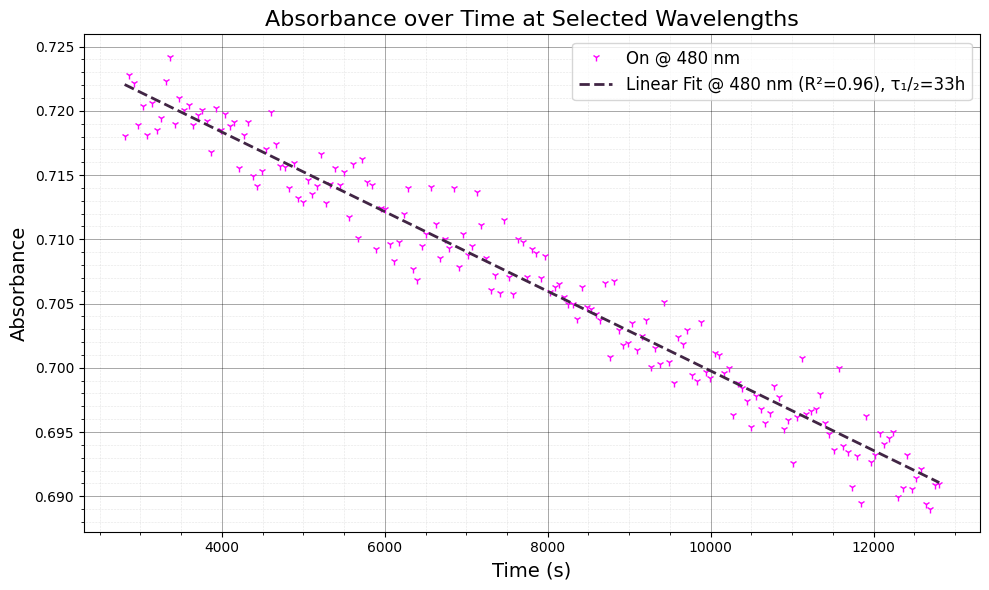 Absorbance over Time at Selected Wavelengths
On @ 480 nm
Linear Fit @ 480 nm (R²=0.96), τ₁/₂=33h
Absorbance
0.725
0.720
0.715
0.710
0.705
0.700
0.695
0.690
4000 6000 8000 10000 12000
Time (s)